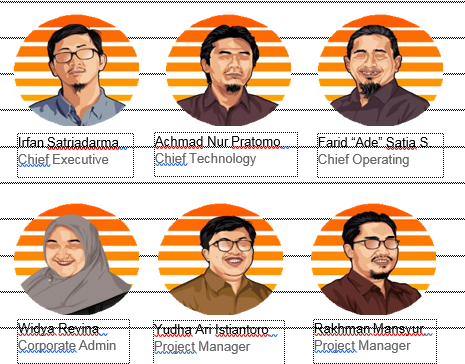 Irfan Satriadarma
Chief Executive
Achmad Nur Pratomo
Chief Technology
Farid “Ade” Satia S
Chief Operating
Widya Revina
Corporate Admin
Yudha Ari Istiantoro
Project Manager
Rakhman Mansyur
Project Manager